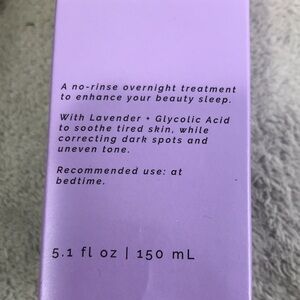 A no-rinse overnight treatment
to enhance your beauty sleep.
With Lavender + Glycolic Acid
to soothe tired skin, while
correcting dark spots and
uneven tone.
Recommended use: at
bedtime.
5.1 fl oz | 150 mL